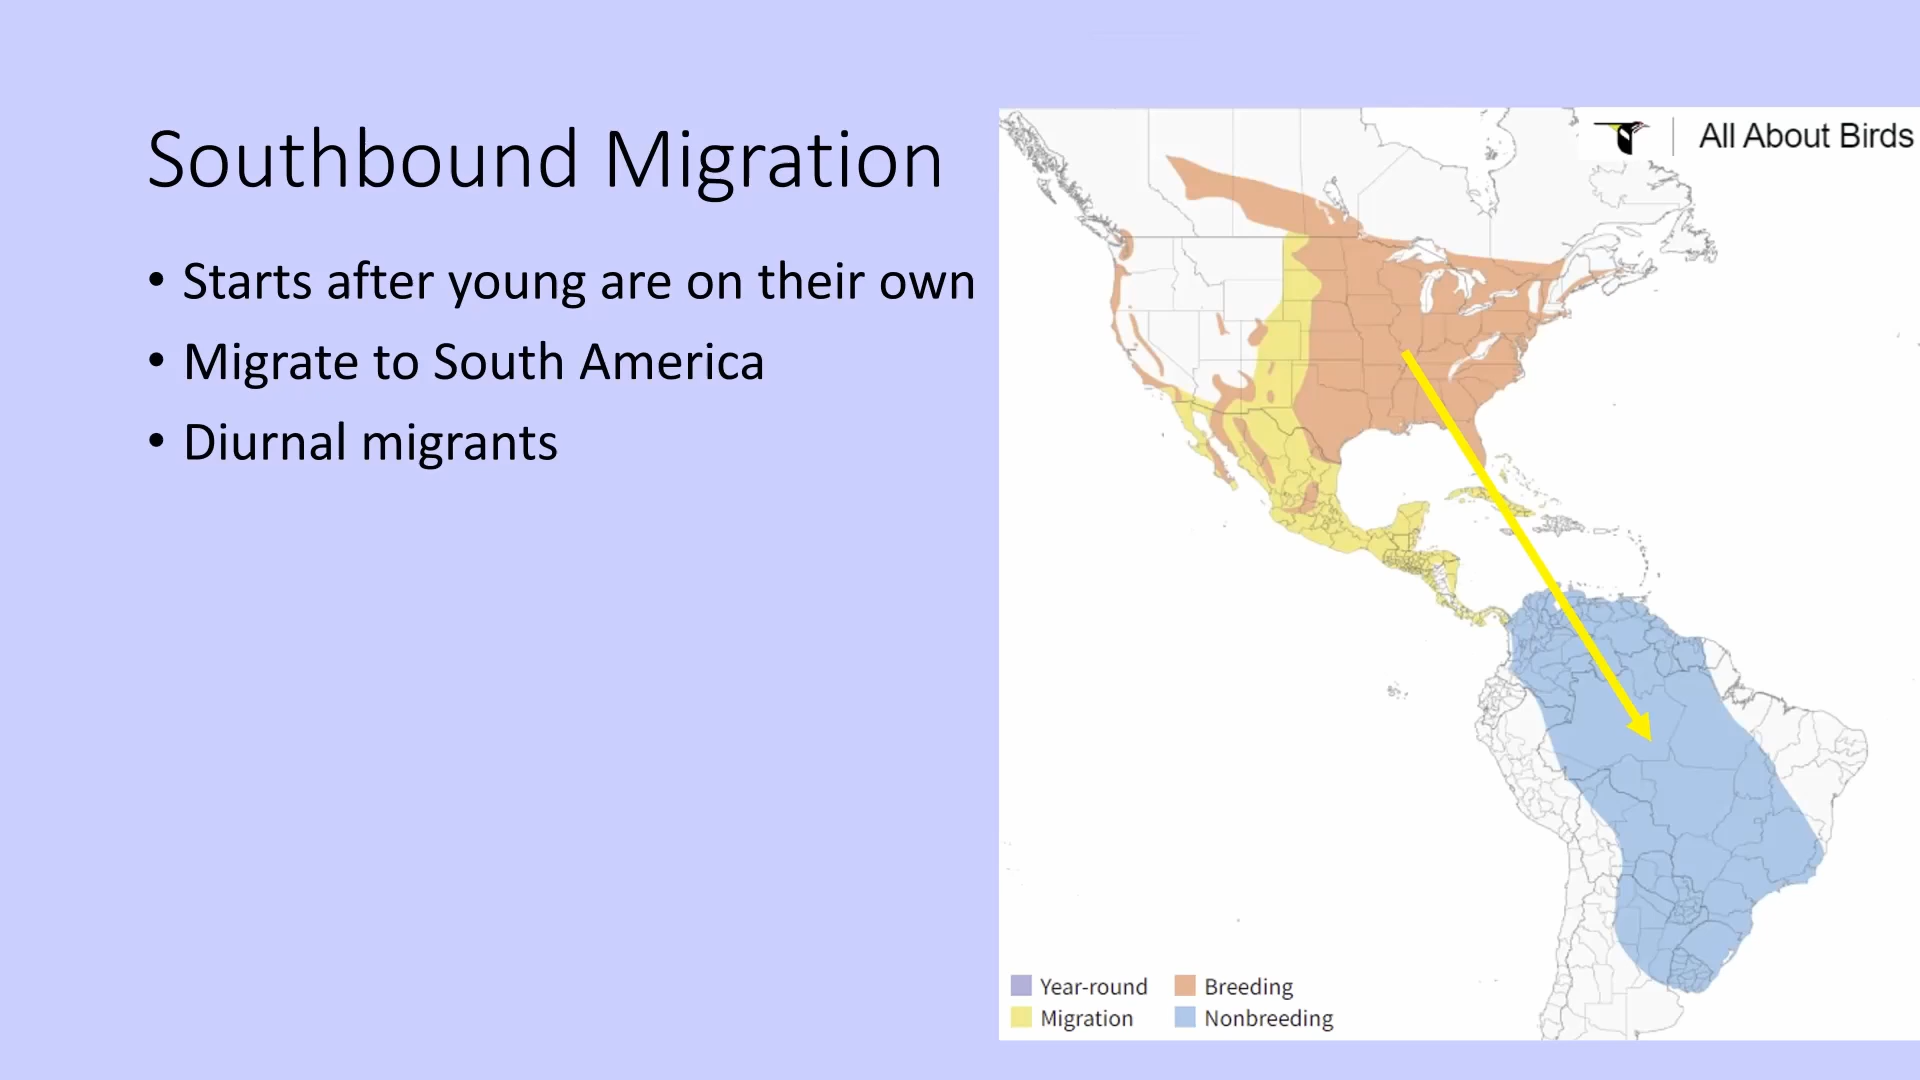 Southbound Migration
• Starts after young are on their own
• Migrate to South America
• Diurnal migrants
All About Birds
Year-round
Breeding
Migration
Nonbreeding